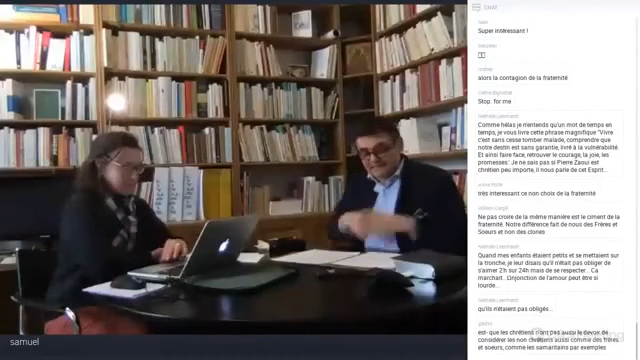 CHAT
Super intéressant !
alors la contagion de la fraternité
Stop. for me
Comme hélas je n'entends qu'un mot de temps en
temps, je vous livre cette phrase magnifique "Vivre
c'est sans cesse tomber malade, comprendre que
notre destin est sans garantie, livré à la vulnérabilité.
Et ainsi faire face, retrouver le courage, la joie, les
promesses." Je ne sais pas si Pierre Zaoui est
chrétien peu importe, il nous parle de cet Esprit...
très interessant ce non choix de la fraternité
Ne pas croire de la même manière est le ciment de la
fraternité. Notre différence fait de nous des Frères et
Soeurs et non des clones
Quand mes enfants étaient petits et se mettaient sur
la tronche, je leur disais qu'il n'était pas obliger de
s'aimer 2'h sur 24h mais de se respecter... Ca
marchait...L'injonction de l'amour peut être si
lourde...
qu'ils n'étaient pas obligés...
est- que les chrétiens n'ont pas aussi le devoir de
considérer les non chrétiens aussi comme des frères
et soeurs, comme les samaritains par exemples
samuel